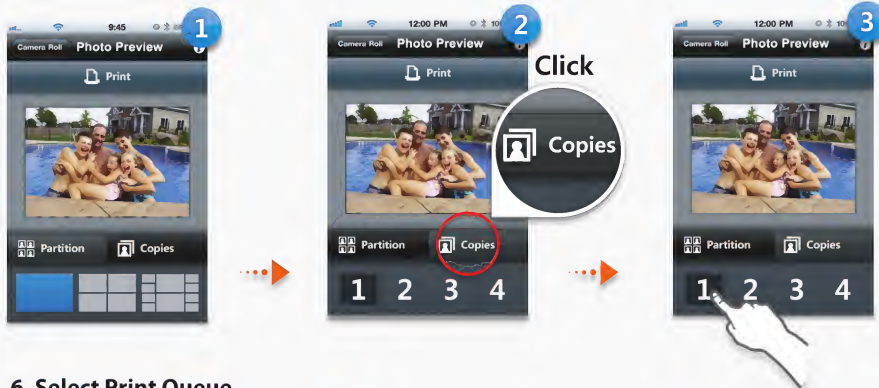 1
9:45
Camera Roll Photo Preview
Print
Partition Copies
2
12:00 PM
Camera Roll Photo Preview
Print
Click
Copies
Partition Copies
1 2 3 4
3
12:00 PM
Camera Roll Photo Preview
Print
Partition Copies
1 2 3 4
6. Select Print Queue